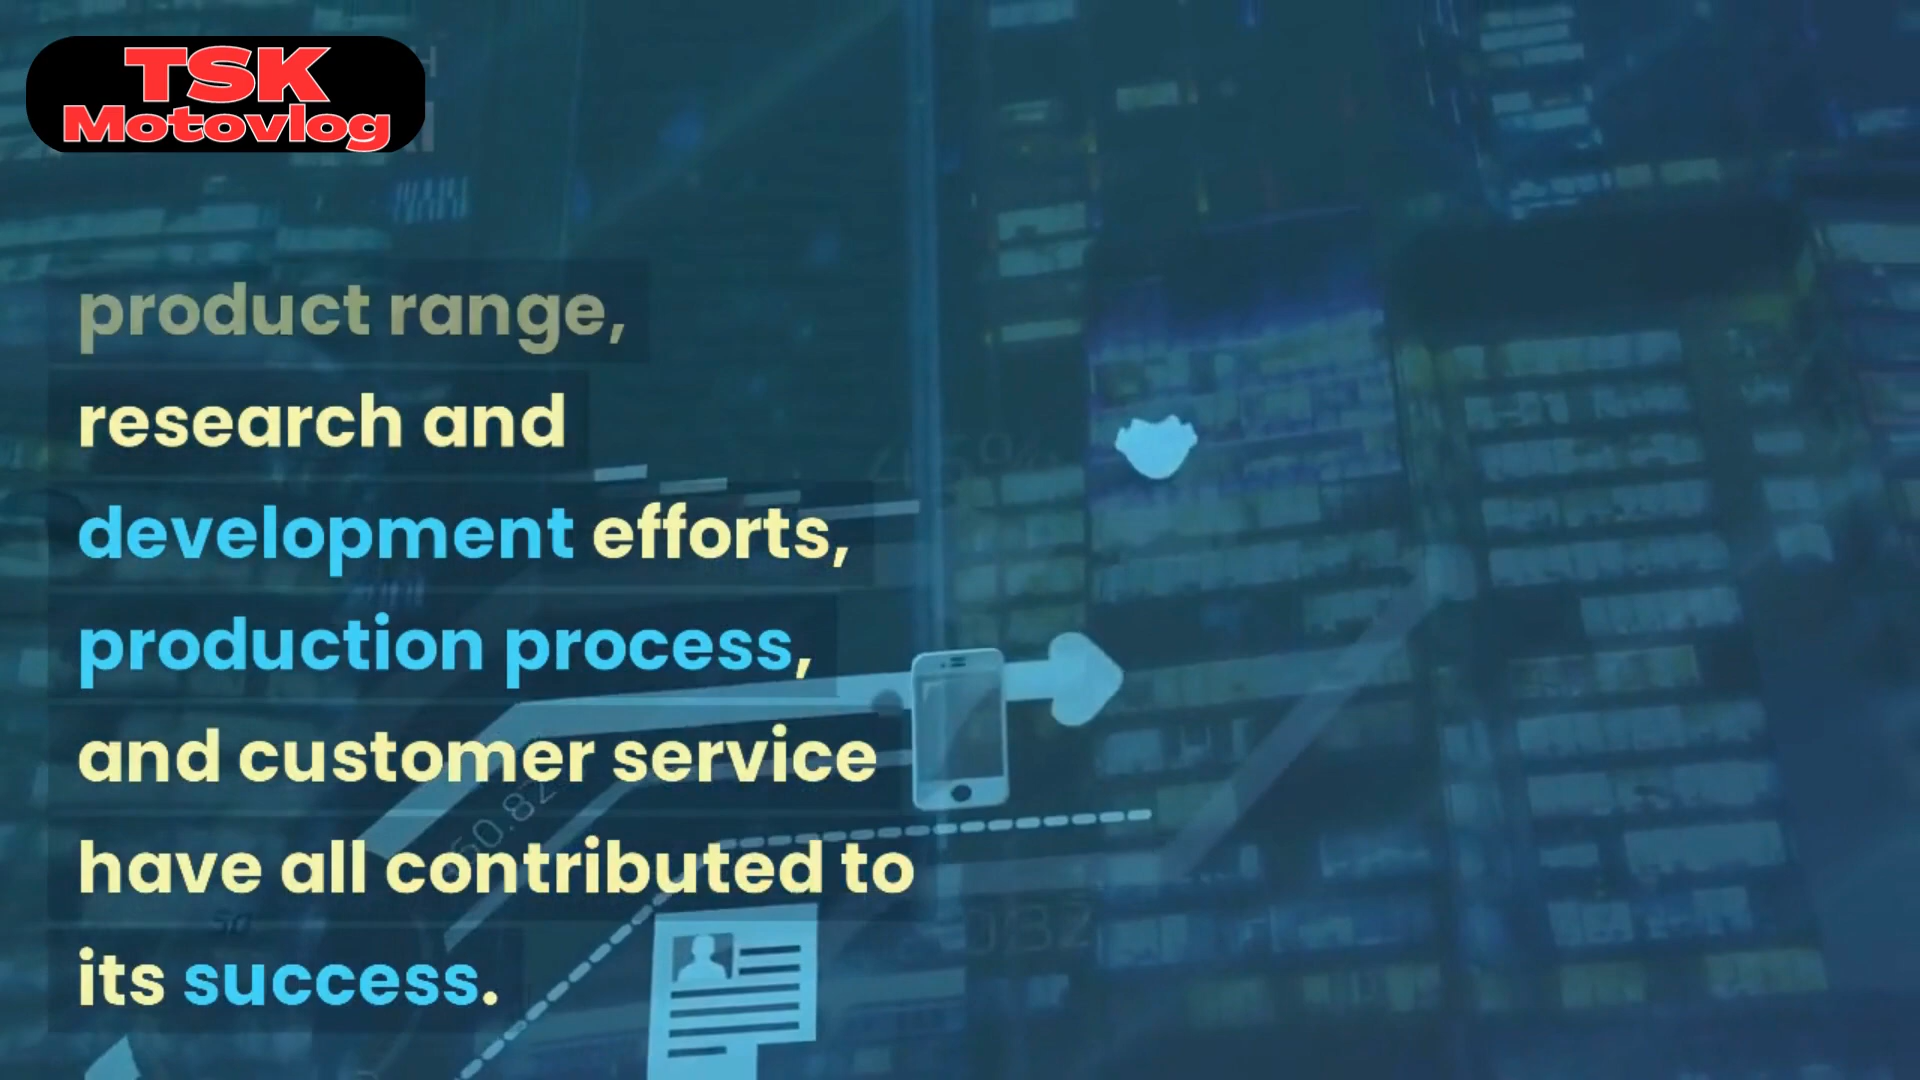 TSK
Motovlog
product range,
research and
development efforts,
production process,
and customer service
have all contributed to
its success.